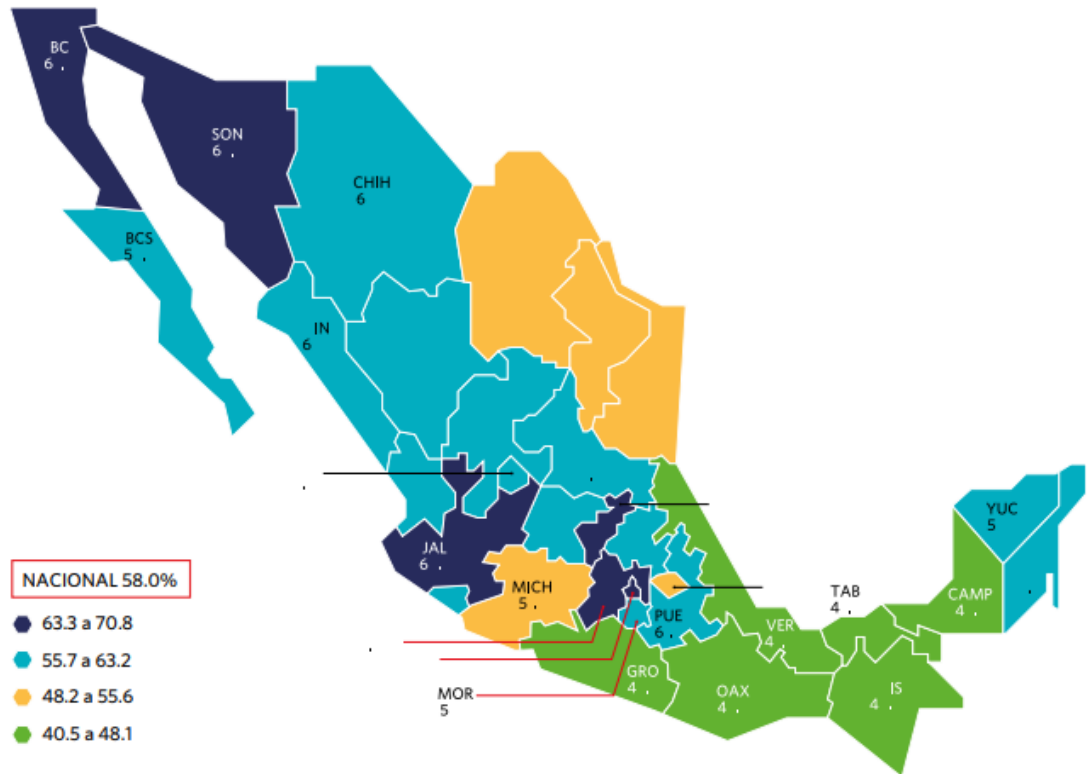 BC
6 .
SON
6 .
CHIH
6
BCS
5 .
IN
6
JAL
6 .
MICH
5 .
PUE
6 .
MOR
5
GRO
4 .
OAX
4 .
VER
4 .
TAB
4 .
IS
4 .
CAMP
4 .
YUC
5
NACIONAL 58.0%
63.3 a 70.8
55.7 a 63.2
48.2 a 55.6
40.5 a 48.1